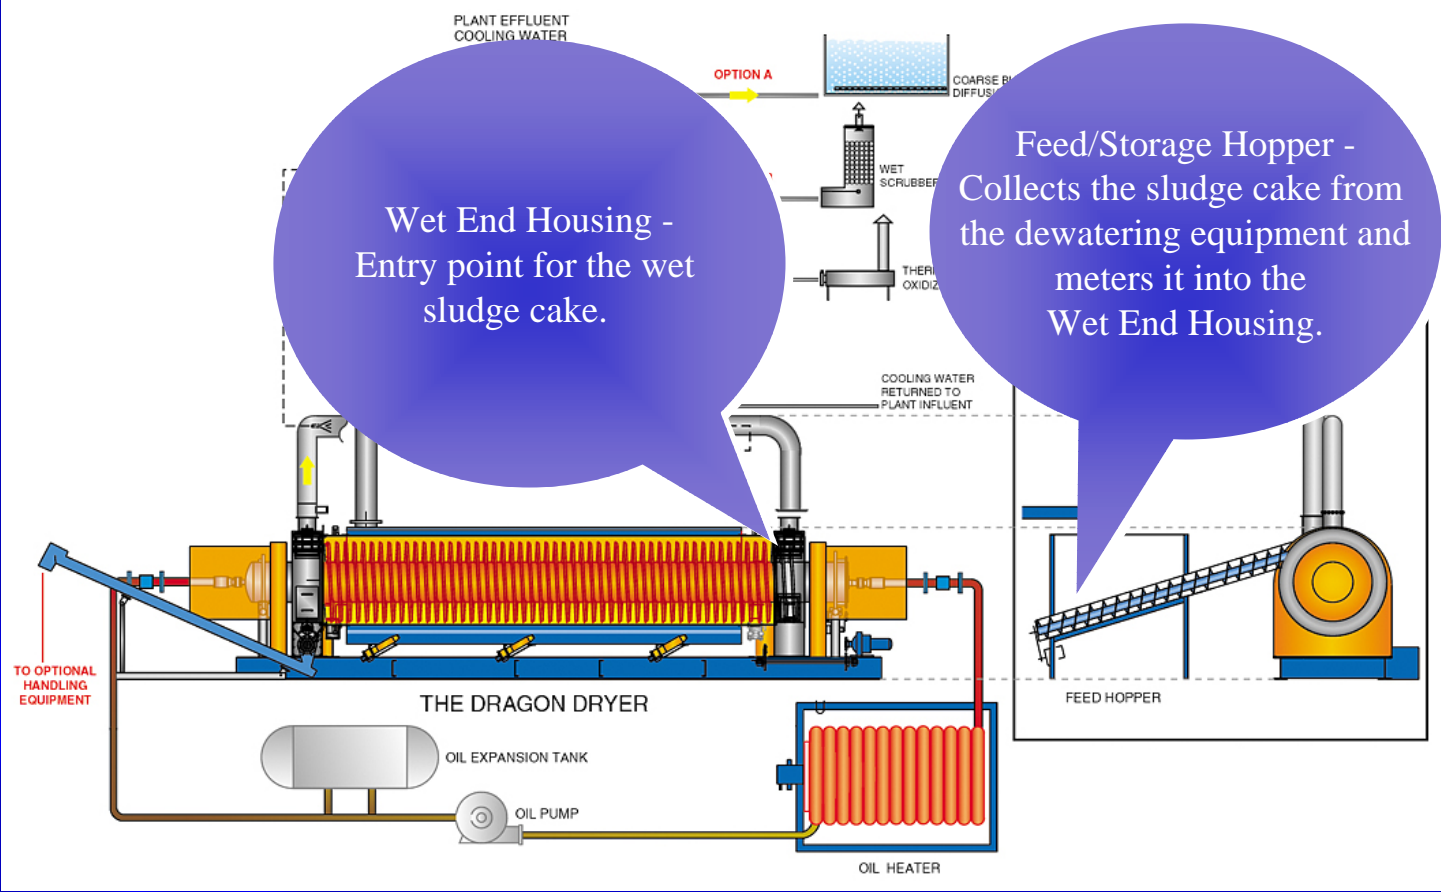 PLANT EFFLUENT
COOLING WATER
OPTION A
COARSE
Wet End Housing -
Entry point for the wet
sludge cake.
Feed/Storage Hopper -
Collects the sludge cake from
the dewatering equipment and
meters it into the
Wet End Housing.
WET
SCRUBBER
COOLING WATER
RETURNED TO
PLANT INFLUENT
TO OPTIONAL
HANDLING
EQUIPMENT
THE DRAGON DRYER
FEED HOPPER
OIL EXPANSION TANK
OIL PUMP
OIL HEATER